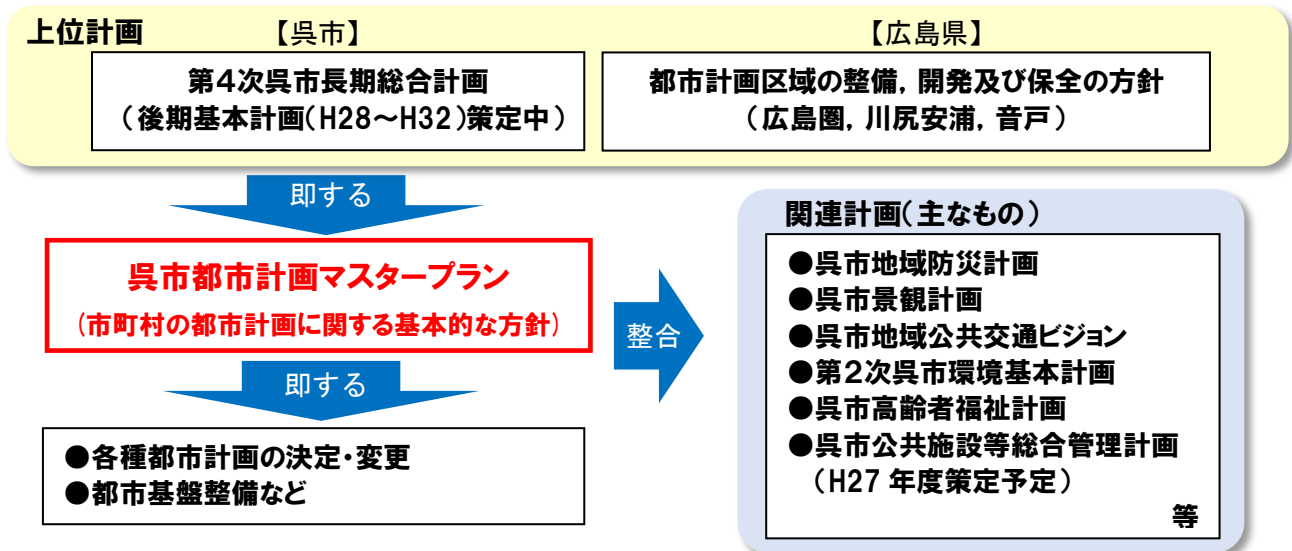 上位計画
【呉市】
【広島県】
第4次呉市長期総合計画
(後期基本計画(H28～H32)策定中)
都市計画区域の整備,開発及び保全の方針
(広島圏,川尻安浦,音戸)
即する
呉市都市計画マスタープラン
(市町村の都市計画に関する基本的な方針)
整合
即する
●各種都市計画の決定・変更
●都市基盤整備など
関連計画(主なもの)
●呉市地域防災計画
●呉市景観計画
●呉市地域公共交通ビジョン
●第2次呉市環境基本計画
●呉市高齢者福祉計画
●呉市公共施設等総合管理計画
(H27 年度策定予定)
等